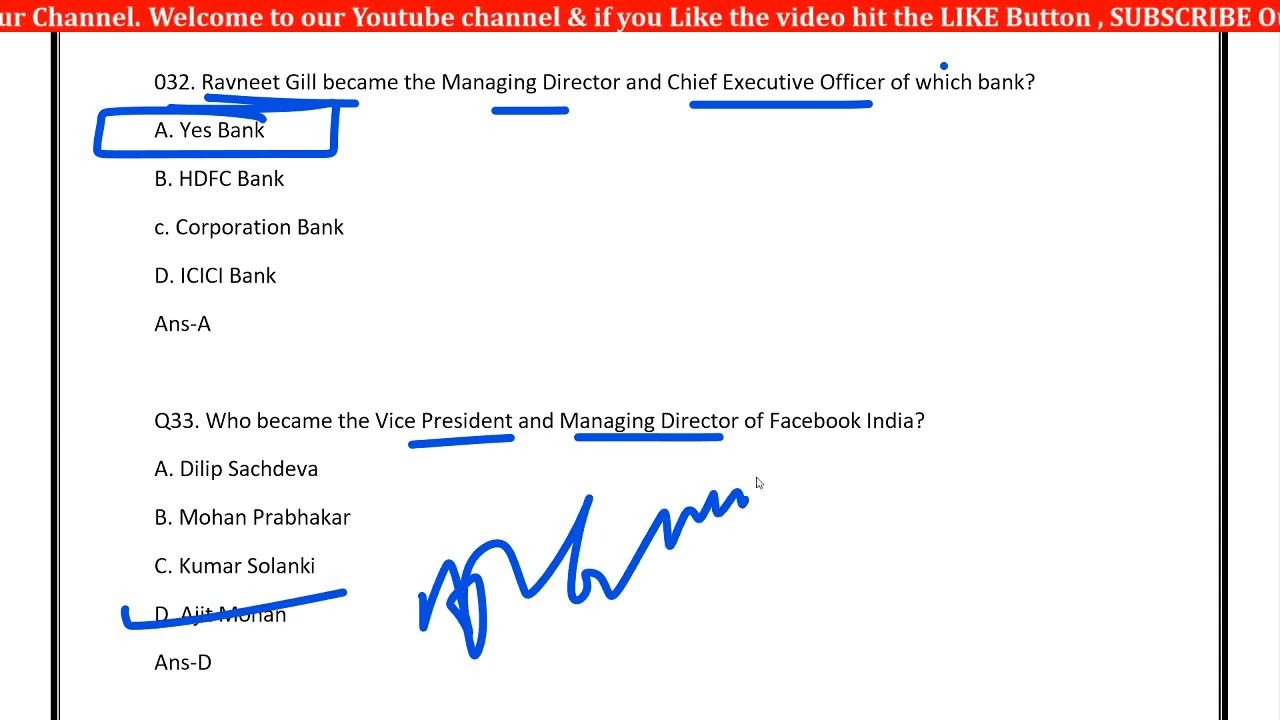 ur Channel. Welcome to our Youtube channel & if you Like the video hit the LIKE Button , SUBSCRIBE
032. Ravneet Gill became the Managing Director and Chief Executive Officer of which bank?
A. Yes Bank
B. HDFC Bank
c. Corporation Bank
D. ICICI Bank
Ans-A
Q33. Who became the Vice President and Managing Director of Facebook India?
A. Dilip Sachdeva
B. Mohan Prabhakar
C. Kumar Solanki
D. Ajit Mohan
Ans-D